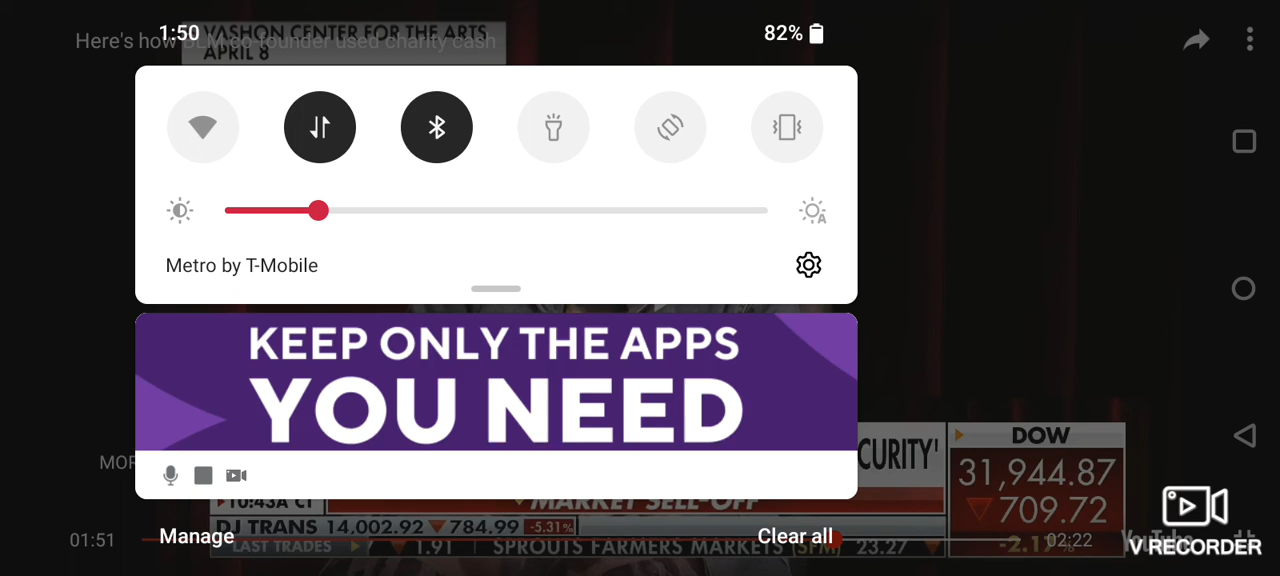 1:50
82%
VASHON CENTER FOR THE ARTS
APRIL 8
Here's how BLM co-founder used charity cash
Metro by T-Mobile
KEEP ONLY THE APPS
YOU NEED
CURITY'
DOW
31,944.87
709.72
MOR
10:43A CT
MARKET SELL-OFF
DJ TRANS 14,002.92 784.99 -5.31%
Manage
Clear all
01:51
02:22
LAST TRADES 1.91 SPROUTS FARMERS MARKETS (SFM) 23.27
YouTube
V RECORDER